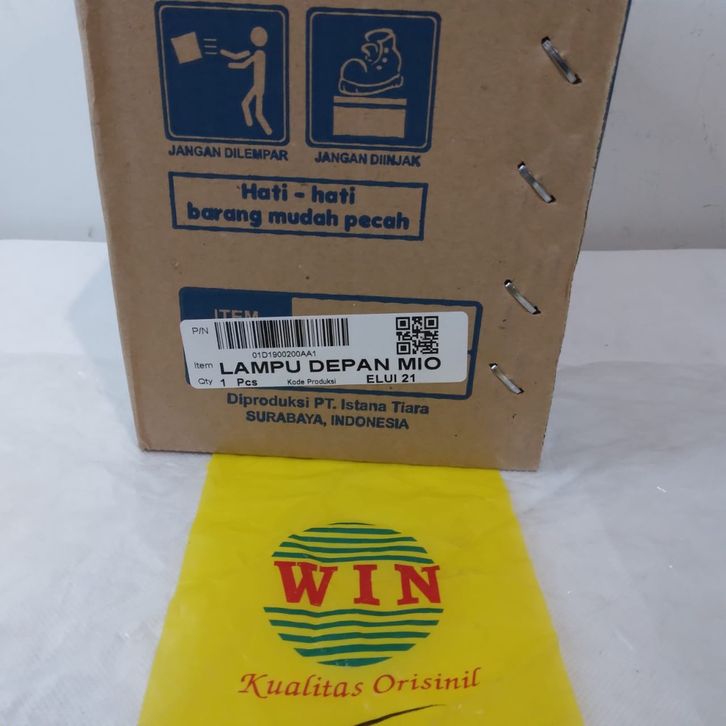 JANGAN DILEMPAR JANGAN DIINJAK
Hati - hati
barang mudah pecah
ITEM
P/N
01D1900200AA1
Item LAMPU DEPAN MIO
Qty 1 Pcs Kode Produksi ELUI 21
Diproduksi PT. Istana Tiara
SURABAYA, INDONESIA
WIN
Kualitas Orisinil